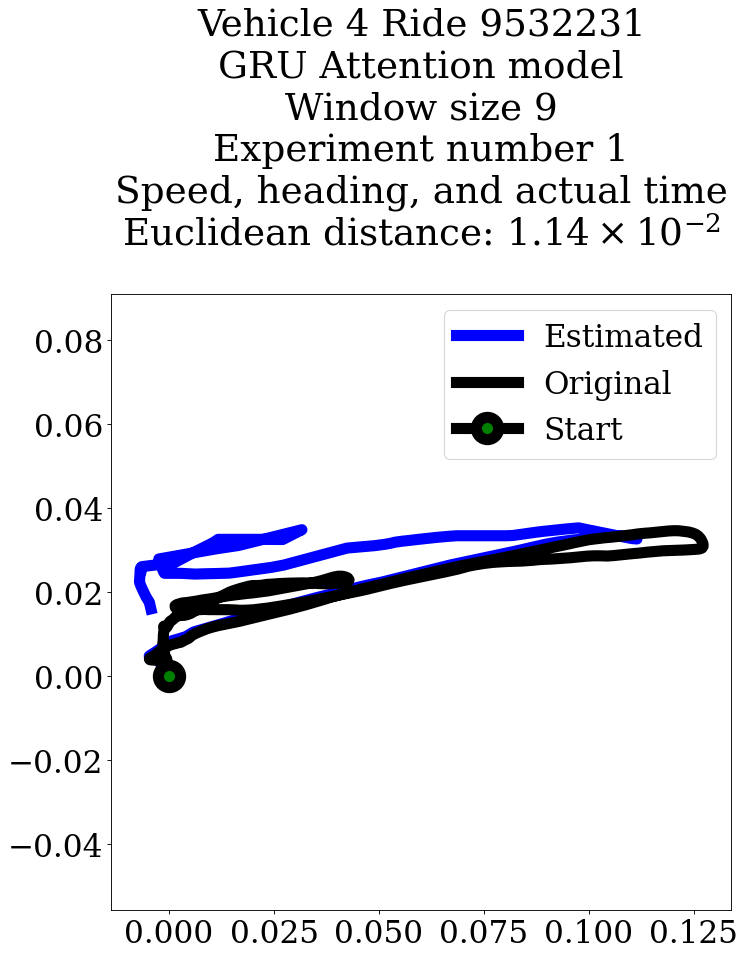 Vehicle 4 Ride 9532231
GRU Attention model
Window size 9
Experiment number 1
Speed, heading, and actual time
Euclidean distance: 1.14 × 10⁻²
Estimated
Original
Start
0.08
0.06
0.04
0.02
0.00
−0.02
−0.04
0.000 0.025 0.050 0.075 0.100 0.125